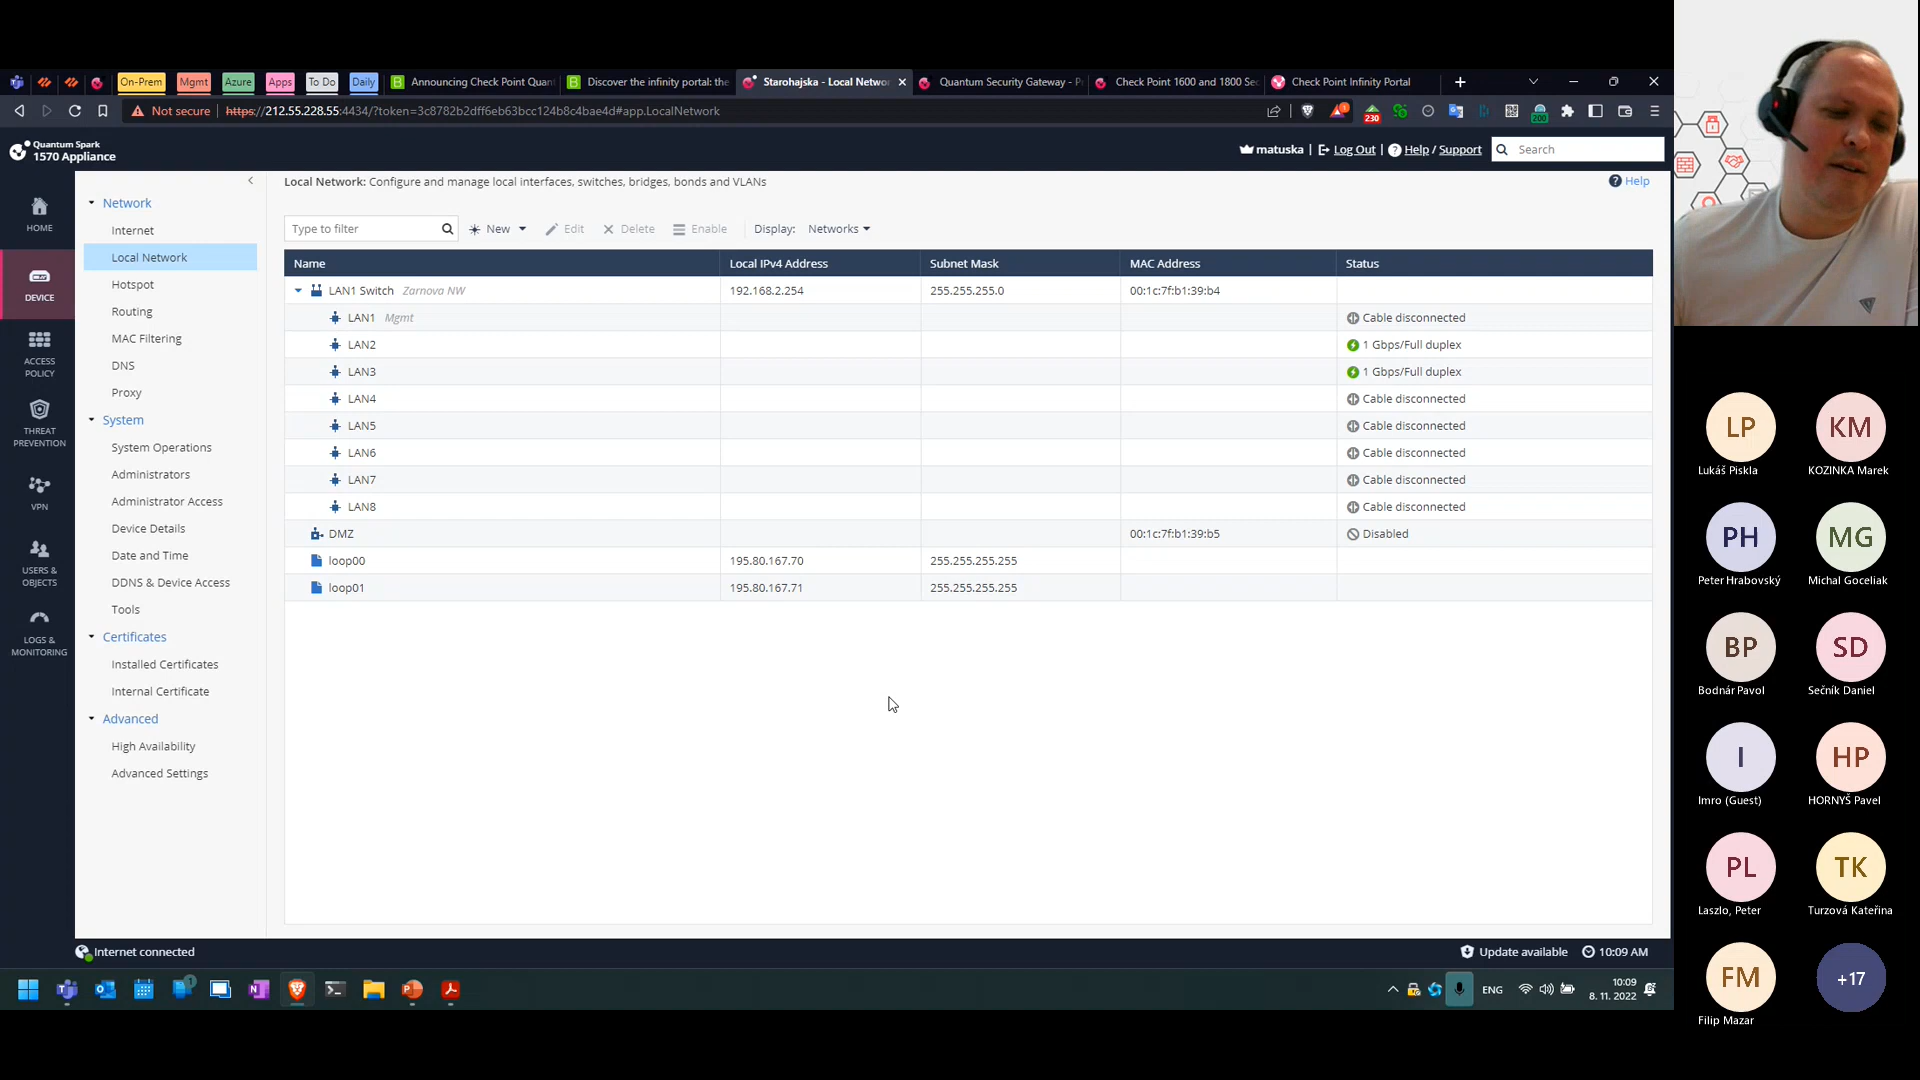 On-Prem
Mgmt
Azure
Apps
To Do
Daily
Announcing Check Point Quan
Discover the infinity portal: the
Starohajska - Local Networ
Quantum Security Gateway - P
Check Point 1600 and 1800 Sec
Check Point Infinity Portal
Not secure
https://212.55.228.55:4434/?token=3c8782b2dff6eb63bcc124b8c4bae4d#app.LocalNetwork
230
200
Quantum Spark
1570 Appliance
matuska | Log Out | Help / Support
Search
Local Network: Configure and manage local interfaces, switches, bridges, bonds and VLANs
Help
HOME
DEVICE
ACCESS
POLICY
THREAT
PREVENTION
VPN
USERS &
OBJECTS
LOGS &
MONITORING
Network
Internet
Local Network
Hotspot
Routing
MAC Filtering
DNS
Proxy
System
System Operations
Administrators
Administrator Access
Device Details
Date and Time
DDNS & Device Access
Tools
Certificates
Installed Certificates
Internal Certificate
Advanced
High Availability
Advanced Settings
Type to filter
New
Edit
Delete
Enable
Display: Networks
Name Local IPv4 Address Subnet Mask MAC Address Status
LAN1 Switch Zarnova NW 192.168.2.254 255.255.255.0 00:1c:7f:b1:39:b4
LAN1 Mgmt Cable disconnected
LAN2 1 Gbps/Full duplex
LAN3 1 Gbps/Full duplex
LAN4 Cable disconnected
LAN5 Cable disconnected
LAN6 Cable disconnected
LAN7 Cable disconnected
LAN8 Cable disconnected
DMZ 00:1c:7f:b1:39:b5 Disabled
loop00 195.80.167.70 255.255.255.255
loop01 195.80.167.71 255.255.255.255
Internet connected
Update available
10:09 AM
1
ENG
10:09
8. 11. 2022
LP
Lukáš Piskla
KM
KOZINKA Marek
PH
Peter Hrabovský
MG
Michal Goceliak
BP
Bodnár Pavol
SD
Sečník Daniel
I
Imro (Guest)
HP
HORNYŠ Pavel
PL
Laszlo, Peter
TK
Turzová Kateřina
FM
Filip Mazar
+17